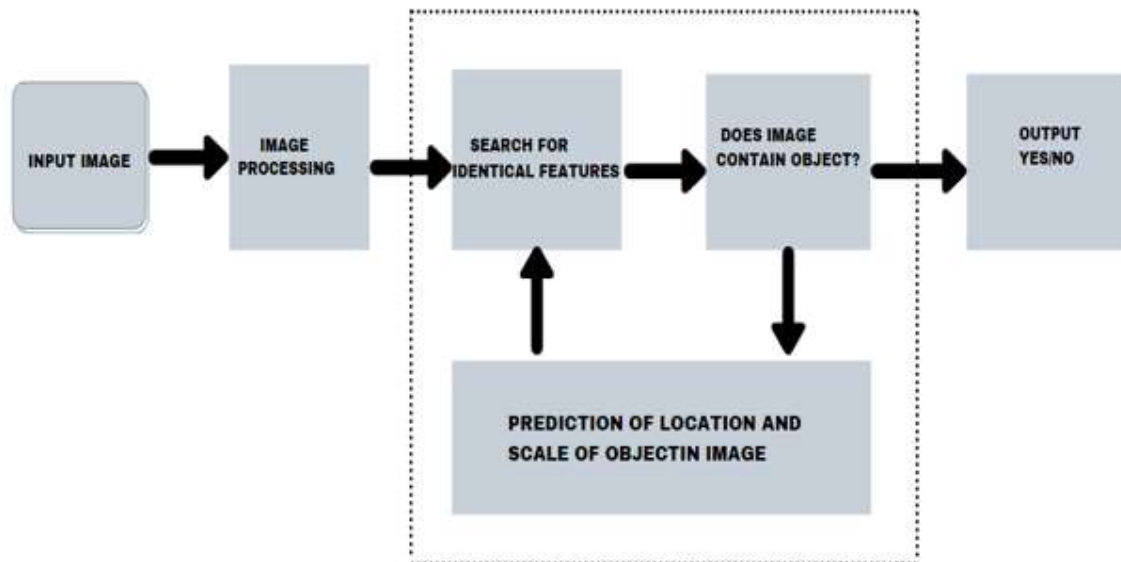 INPUT IMAGE
IMAGE
PROCESSING
SEARCH FOR
IDENTICAL FEATURES
DOES IMAGE
CONTAIN OBJECT?
OUTPUT
YES/NO
PREDICTION OF LOCATION AND
SCALE OF OBJECTIN IMAGE